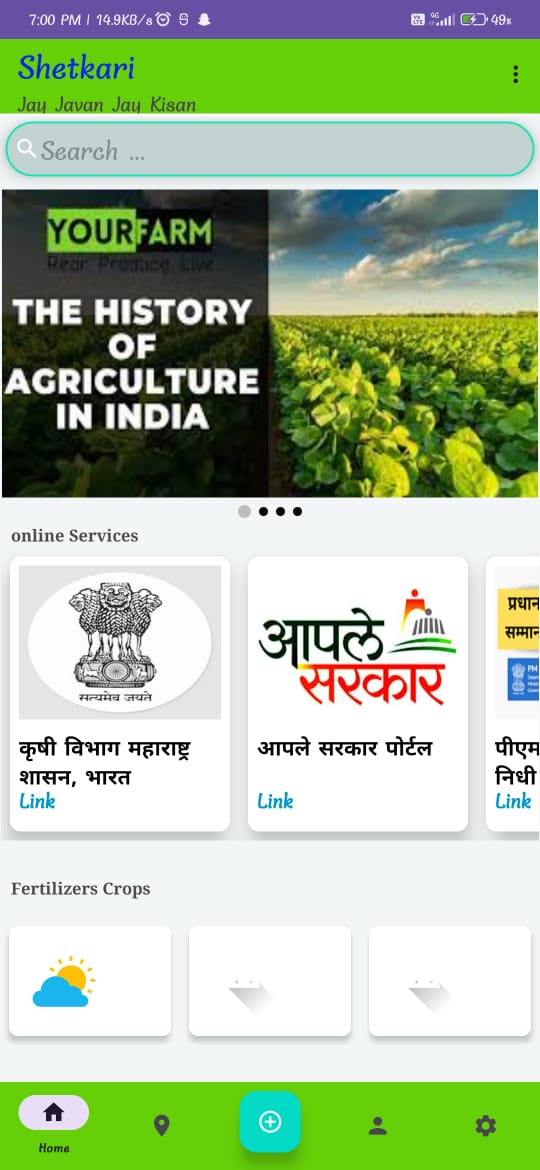 7:00 PM | 14.9KB/s
49%
Shetkari
Jay Javan Jay Kisan
Search ...
YOURFARM
Rear Produce Live
THE HISTORY
OF
AGRICULTURE
IN INDIA
online Services
सत्यमेव जयते
आपले
सरकार
प्रधान
सम्मान
PM
कृषी विभाग महाराष्ट्र
शासन, भारत
Link
आपले सरकार पोर्टल
Link
पीएम
निधी
Link
Fertilizers Crops
Home